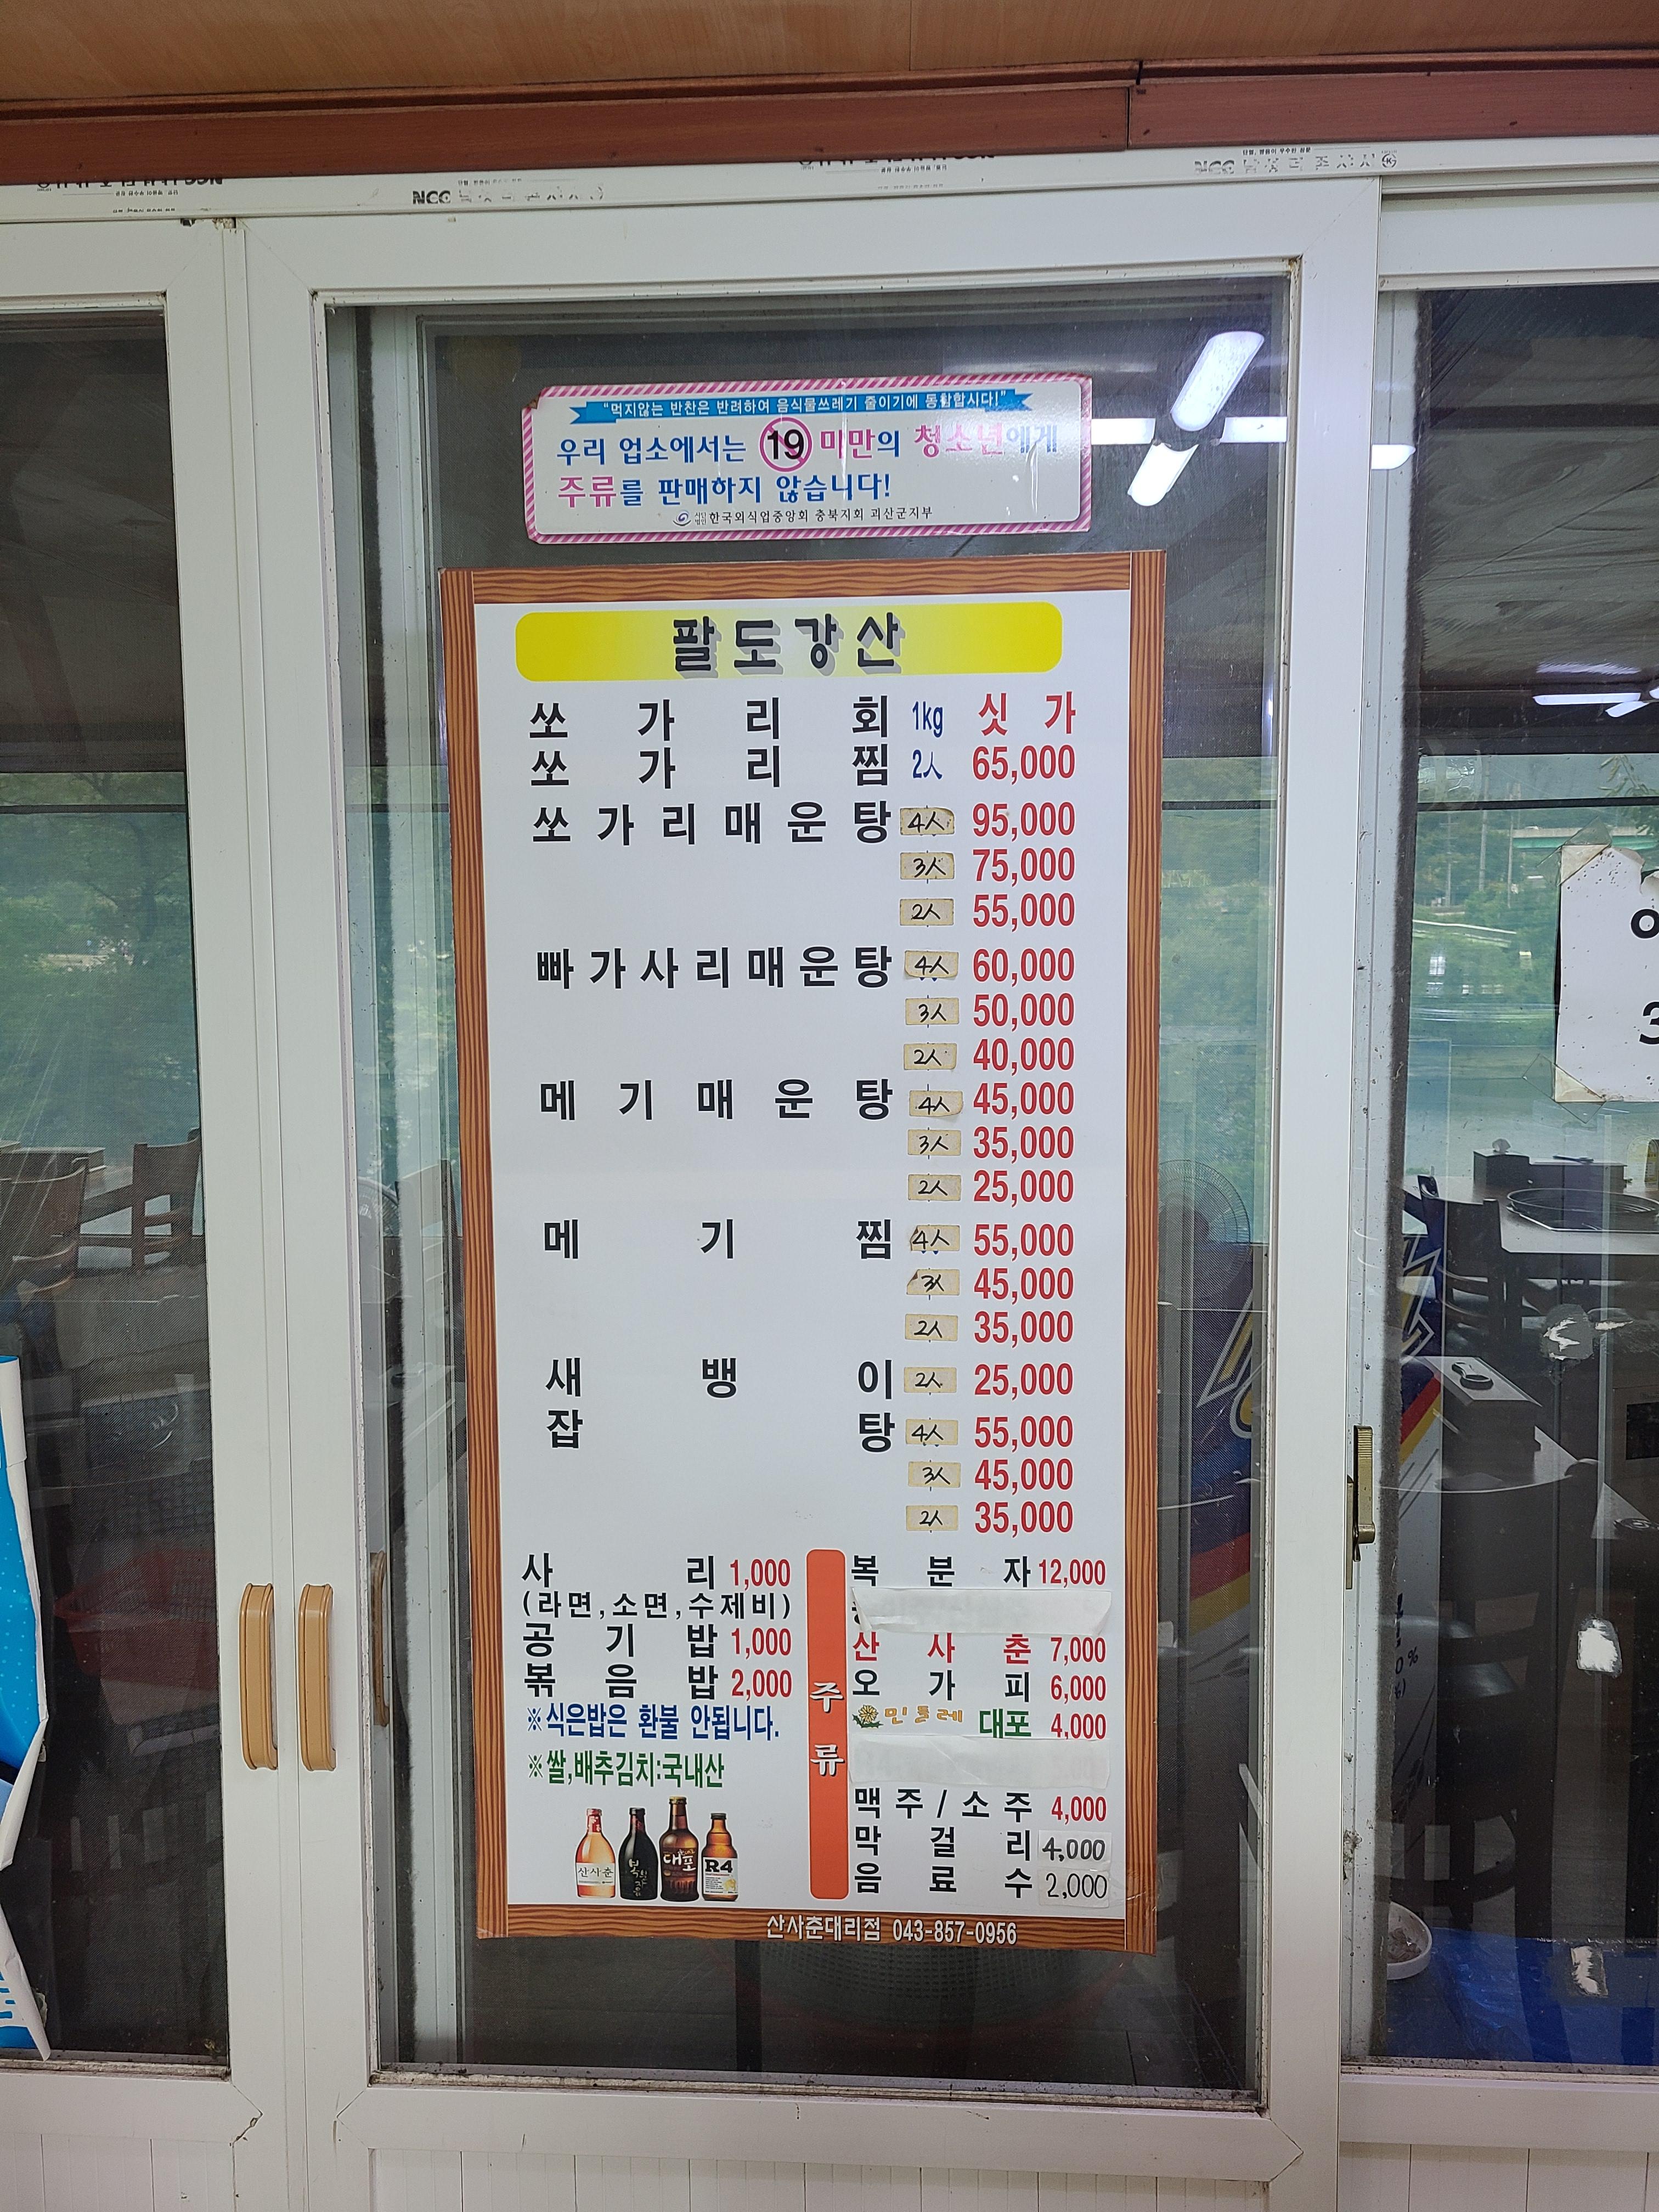 NCC
NCC
"먹지않는 반찬은 반려하여 음식물쓰레기 줄이기에 동참합시다!"
우리 업소에서는 19 미만의 청소년에게
주류를 판매하지 않습니다!
한국외식업중앙회 충북지회 괴산군지부
팔도강산
쏘가리회 1kg 싯가
쏘가리찜 2人 65,000
쏘가리매운탕 4人 95,000
3人 75,000
2人 55,000
빠가사리매운탕 4人 60,000
3人 50,000
2人 40,000
메기매운탕 4人 45,000
3人 35,000
2人 25,000
메기찜 4人 55,000
3人 45,000
2人 35,000
새뱅이 2人 25,000
잡탕 4人 55,000
3人 45,000
2人 35,000
사리 1,000
(라면,소면,수제비)
공기밥 1,000
볶음밥 2,000
※식은밥은 환불 안됩니다.
※쌀,배추김치:국내산
산사춘
대포
R4
주류
복분자 12,000
산사춘 7,000
오가피 6,000
민들레 대포 4,000
맥주/소주 4,000
막걸리 4,000
음료수 2,000
산사춘대리점 043-857-0956